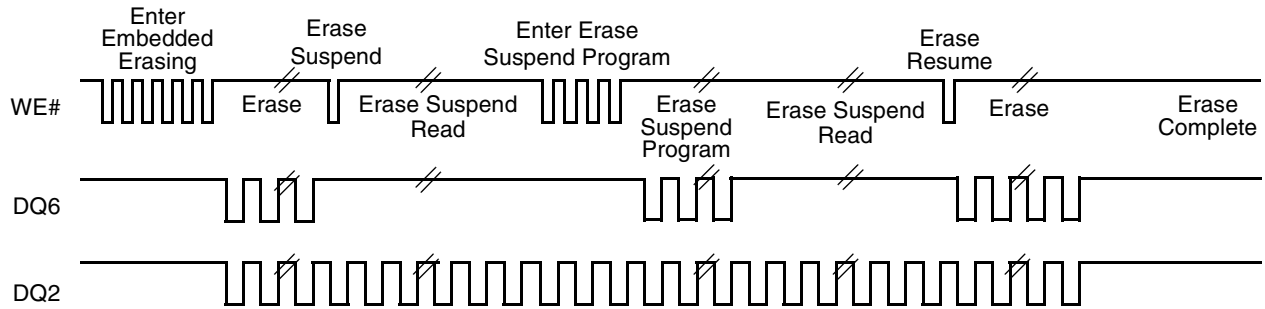 Enter
Embedded
Erasing
Erase
Suspend
Enter Erase
Suspend Program
Erase
Resume
WE#
Erase
Erase Suspend
Read
Erase
Suspend
Program
Erase Suspend
Read
Erase
Erase
Complete
DQ6
DQ2